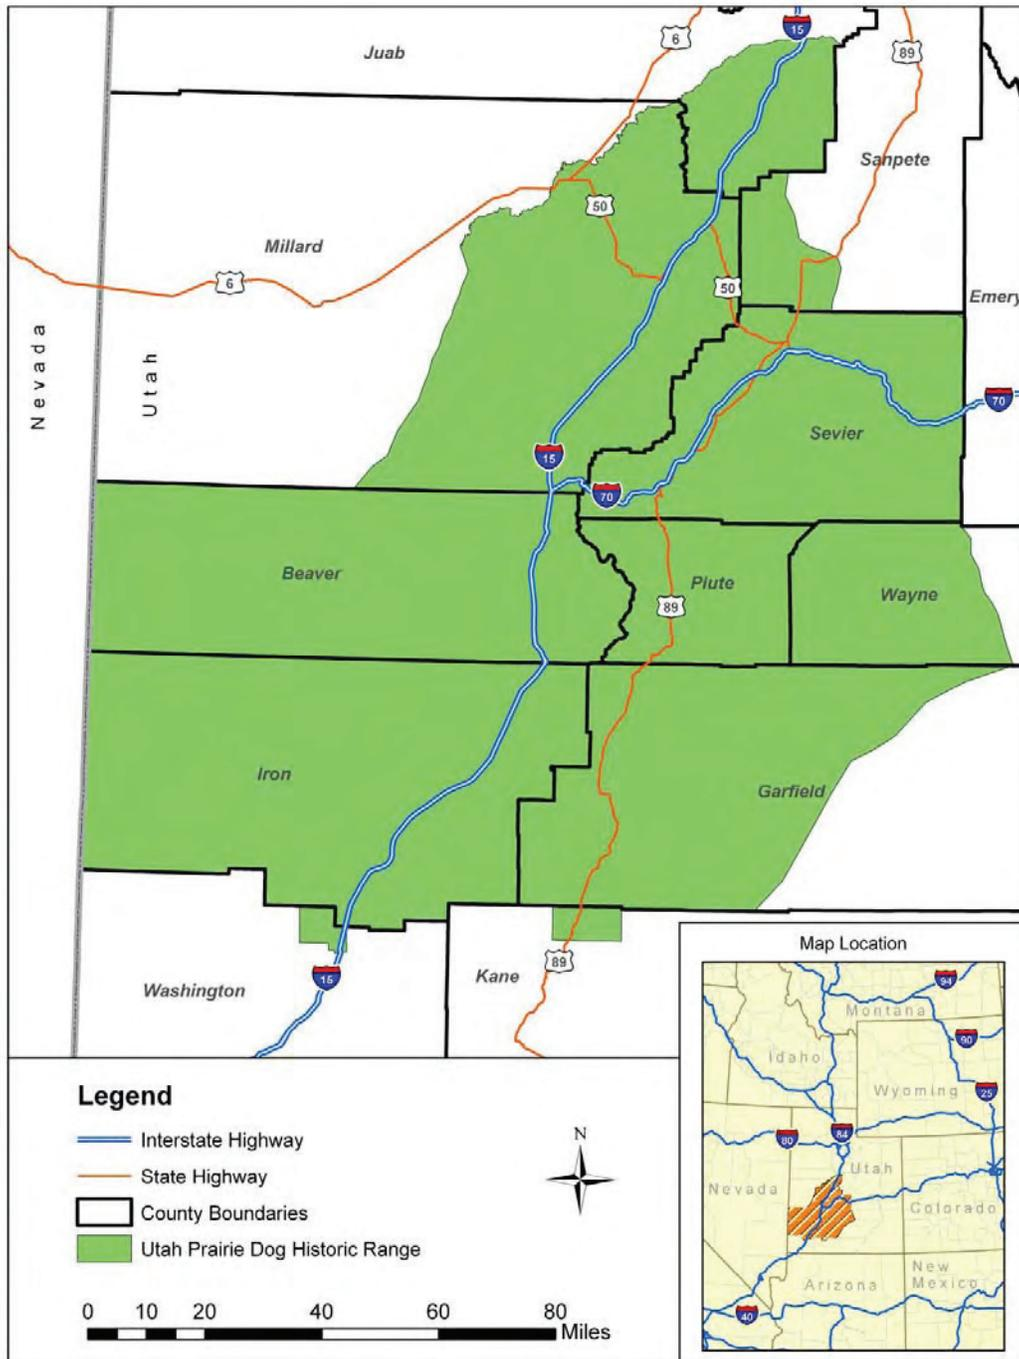 Juab
6
15
89
Sanpete
50
Millard
6
50
Emery
Nevada
Utah
70
Sevier
15
70
Beaver
Piute
89
Wayne
Iron
Garfield
Washington
15
Kane
89
Map Location
94
Montana
90
Idaho
Wyoming
25
80
84
Utah
Nevada
Colorado
New
Mexico
Arizona
40
Legend
Interstate Highway
State Highway
County Boundaries
Utah Prairie Dog Historic Range
N
0 10 20 40 60 80
Miles